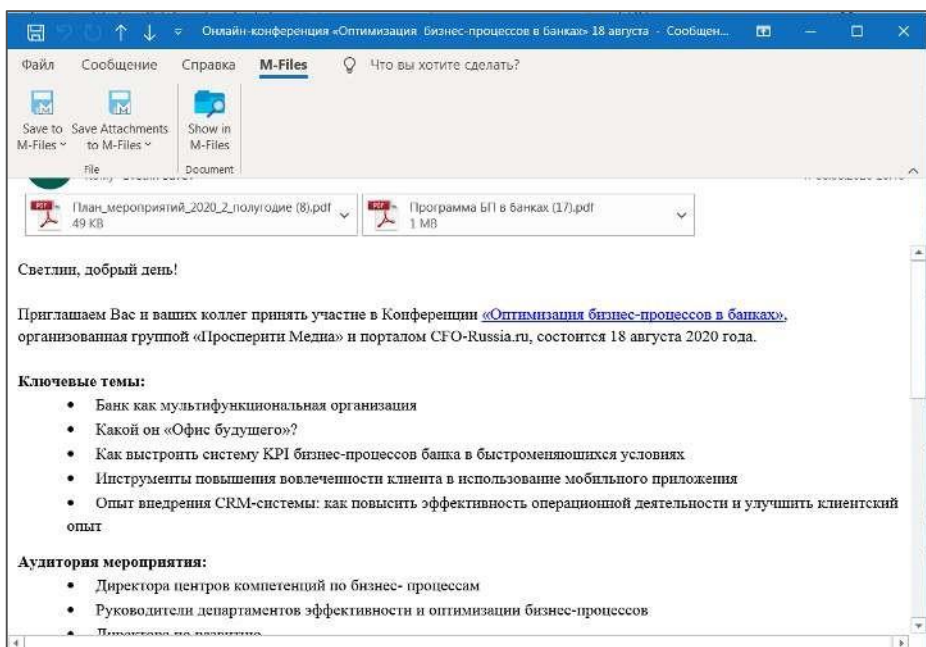 Онлайн-конференция «Оптимизация бизнес-процессов в банках» 18 августа - Сообщен...
Файл Сообщение Справка M-Files Что вы хотите сделать?
Save to M-Files
Save Attachments to M-Files
Show in M-Files
File Document
План_мероприятий_2020_2_полугодие (8).pdf
49 KB
Программа БП в банках (17).pdf
1 MB
Светлин, добрый день!
Приглашаем Вас и ваших коллег принять участие в Конференции «Оптимизация бизнес-процессов в банках»,
организованная группой «Просперити Медиа» и порталом CFO-Russia.ru, состоится 18 августа 2020 года.
Ключевые темы:
• Банк как мультифункциональная организация
• Какой он «Офис будущего»?
• Как выстроить систему KPI бизнес-процессов банка в быстроменяющихся условиях
• Инструменты повышения вовлеченности клиента в использование мобильного приложения
• Опыт внедрения CRM-системы: как повысить эффективность операционной деятельности и улучшить клиентский
опыт
Аудитория мероприятия:
• Директора центров компетенций по бизнес- процессам
• Руководители департаментов эффективности и оптимизации бизнес-процессов
• Директора по развитию